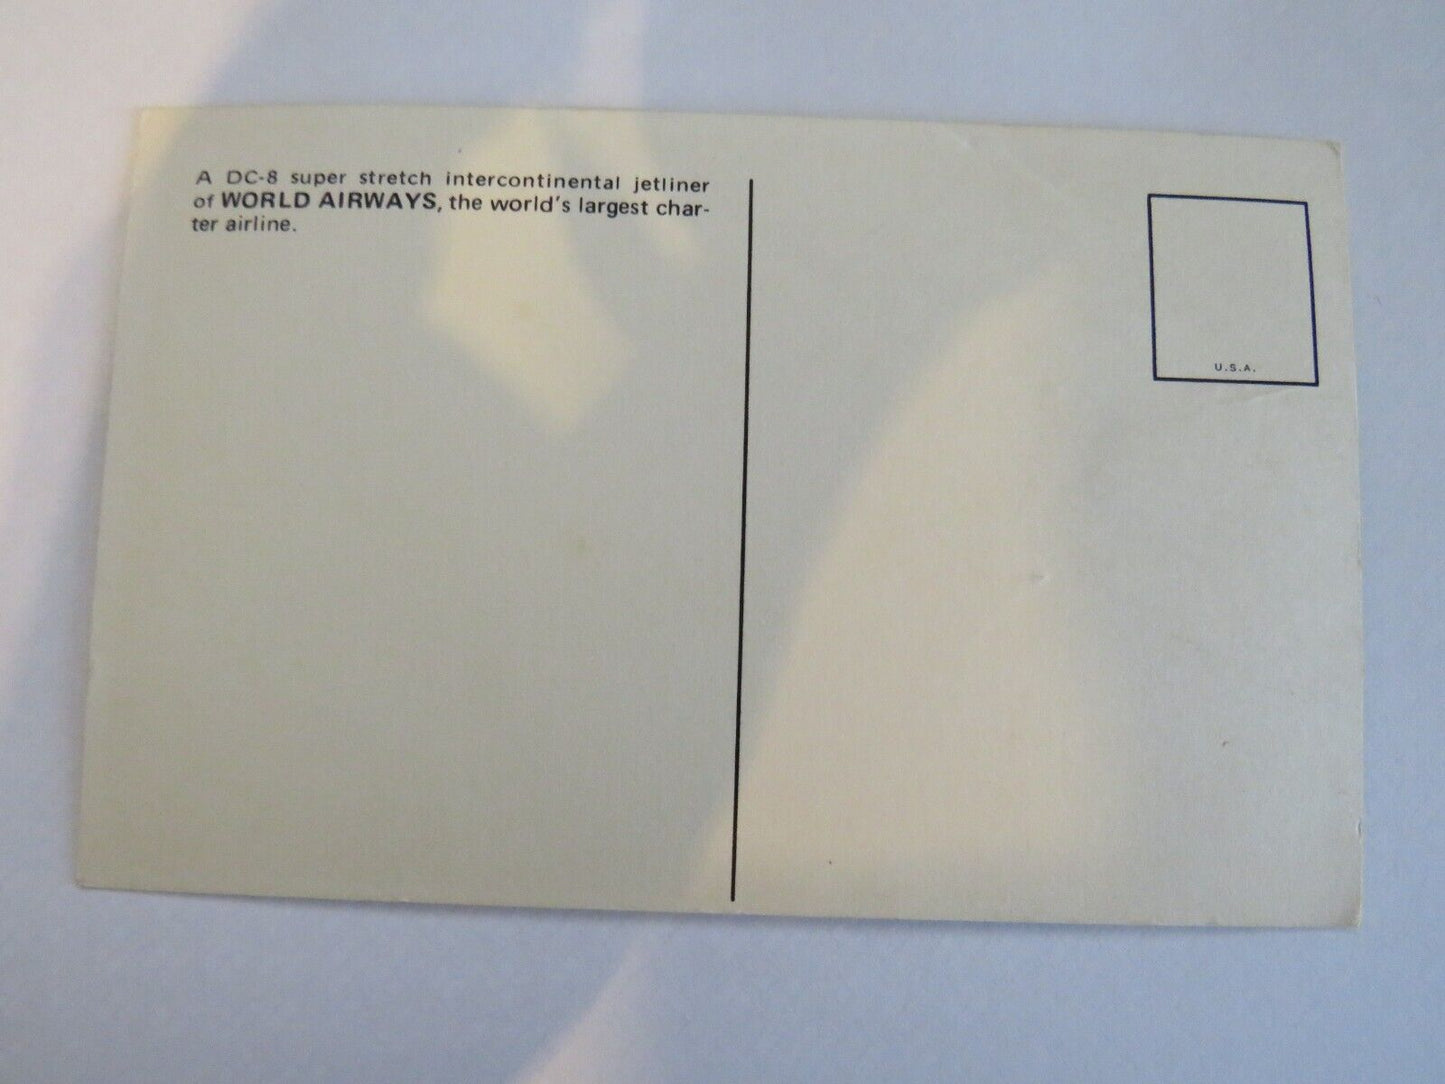 A DC-8 super stretch intercontinental jetliner
of WORLD AIRWAYS, the world's largest char-
ter airline.
U.S.A.